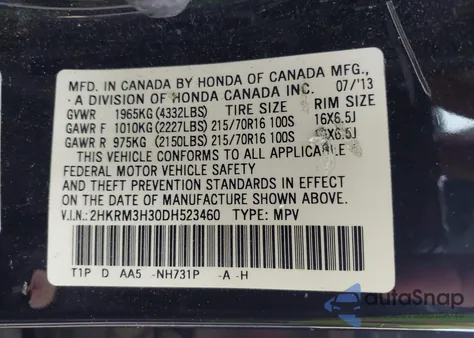 MFD. IN CANADA BY HONDA OF CANADA MFG.,
A DIVISION OF HONDA CANADA INC. 07/'13
GVWR 1965KG (4332LBS) TIRE SIZE RIM SIZE
GAWR F 1010KG (2227LBS) 215/70R16 100S 16X6.5J
GAWR R 975KG (2150LBS) 215/70R16 100S X6.5J
THIS VEHICLE CONFORMS TO ALL APPLICABLE
FEDERAL MOTOR VEHICLE SAFETY
AND THEFT PREVENTION STANDARDS IN EFFECT
ON THE DATE OF MANUFACTURE SHOWN ABOVE.
V.I.N.: 2HKRM3H30DH523460 TYPE: MPV
T1P D AA5 -NH731P -A -H
autoSnap